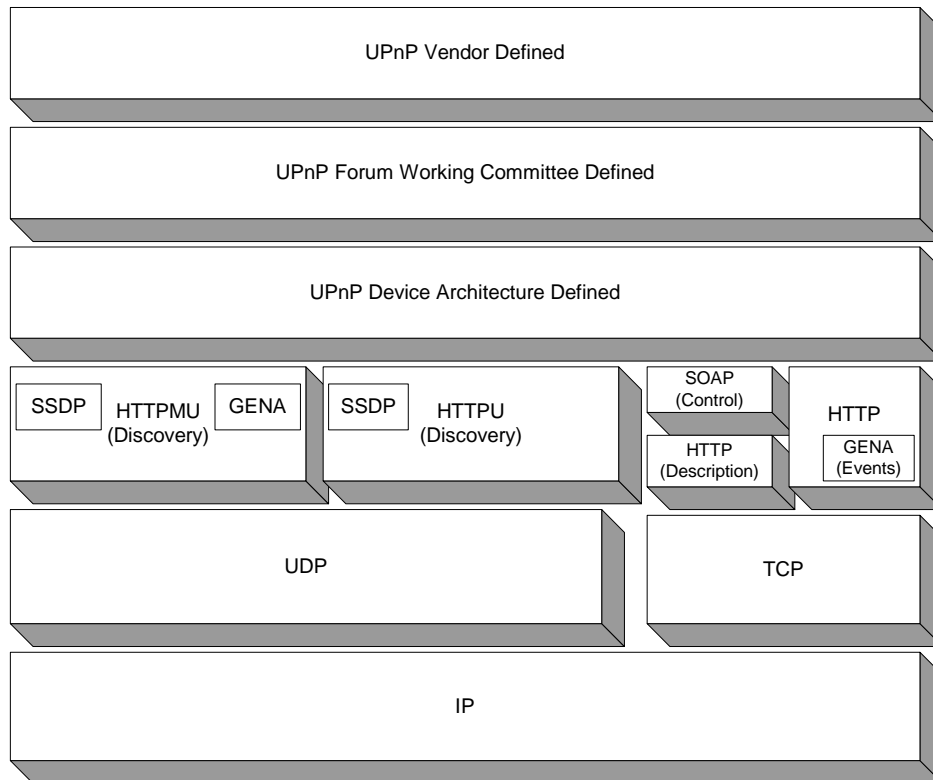 UPnP Vendor Defined
UPnP Forum Working Committee Defined
UPnP Device Architecture Defined
SSDP
HTTPMU
(Discovery)
GENA
SSDP
HTTPU
(Discovery)
SOAP
(Control)
HTTP
(Description)
HTTP
GENA
(Events)
UDP
TCP
IP